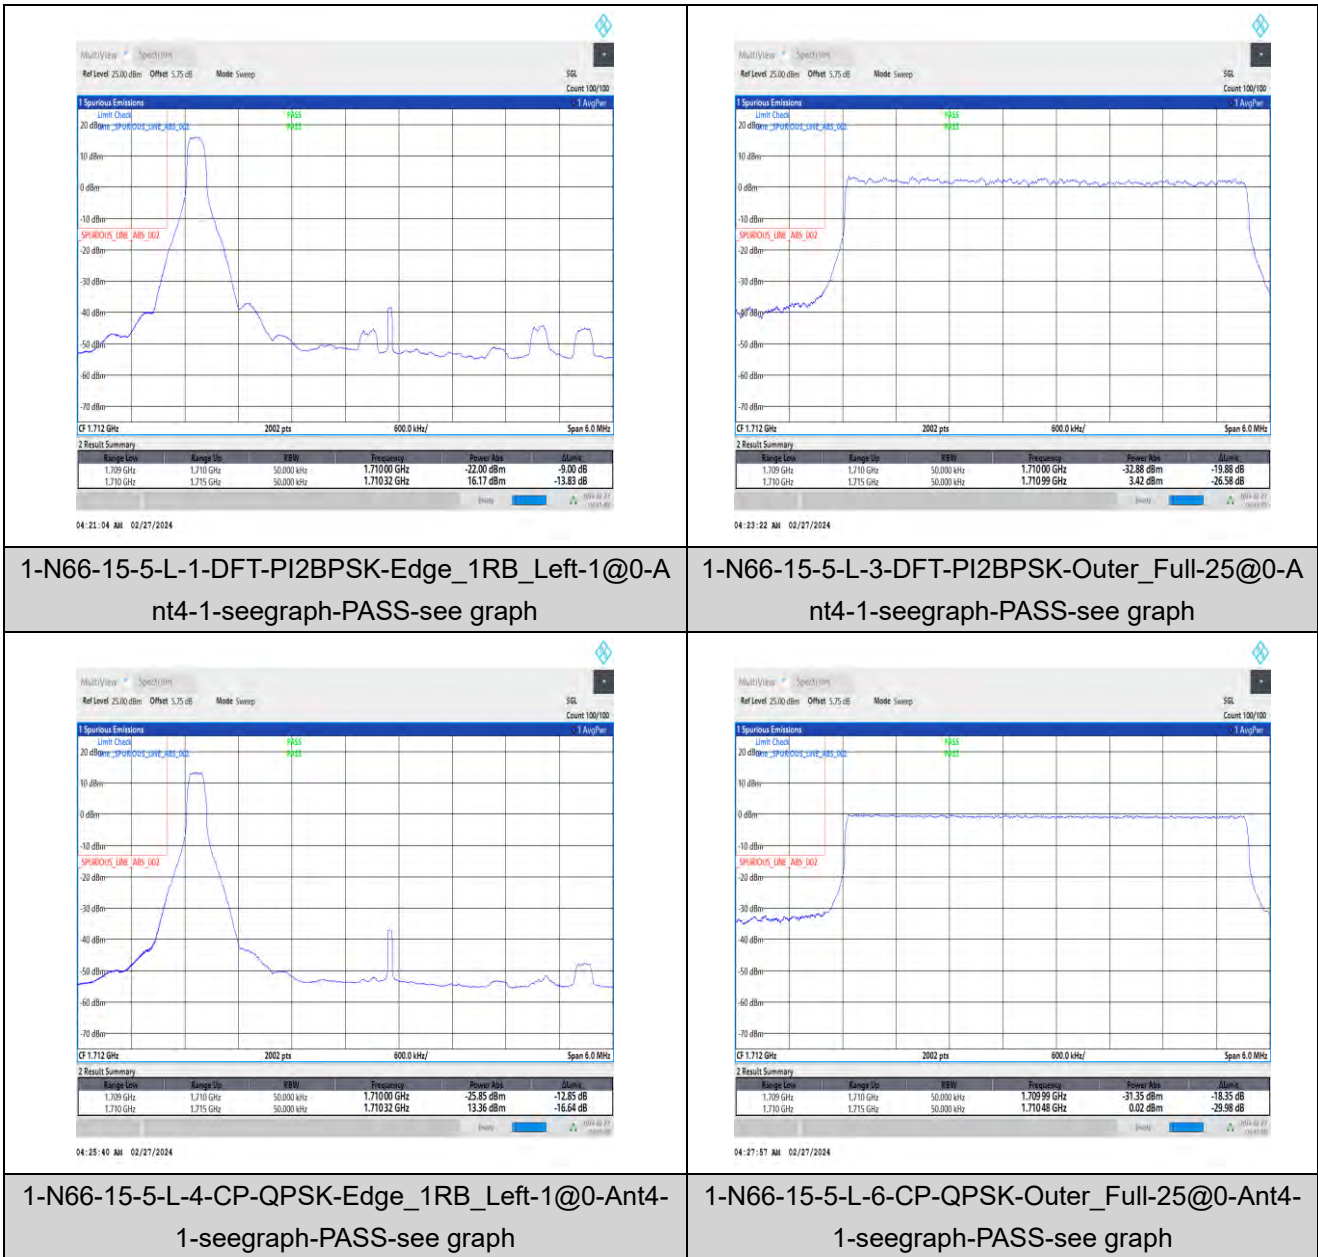 MultiView Spectrum
Ref Level 25.00 dBm Offset 5.75 dB Mode Sweep SGL
Count 100/100
1 Spurious Emissions 1 AvgPwr
Limit Check PASS
20 dBm _SPURIOUS_LINE_ABS_002 PASS
10 dBm
0 dBm
-10 dBm
_SPURIOUS_LINE_ABS_002
-20 dBm
-30 dBm
-40 dBm
-50 dBm
-60 dBm
-70 dBm
CF 1.712 GHz 2002 pts 600.0 kHz/ Span 6.0 MHz
2 Result Summary
Range Low Range Up RBW Frequency Power Abs ΔLimit
1.709 GHz 1.710 GHz 50.000 kHz 1.71000 GHz -22.00 dBm -9.00 dB
1.710 GHz 1.715 GHz 50.000 kHz 1.71032 GHz 16.17 dBm -13.83 dB
04:21:04 AM 02/27/2024
1-N66-15-5-L-1-DFT-PI2BPSK-Edge_1RB_Left-1@0-A
nt4-1-seegraph-PASS-see graph
MultiView Spectrum
Ref Level 25.00 dBm Offset 5.75 dB Mode Sweep SGL
Count 100/100
1 Spurious Emissions 1 AvgPwr
Limit Check PASS
20 dBm _SPURIOUS_LINE_ABS_002 PASS
10 dBm
0 dBm
-10 dBm
_SPURIOUS_LINE_ABS_002
-20 dBm
-30 dBm
-40 dBm
-50 dBm
-60 dBm
-70 dBm
CF 1.712 GHz 2002 pts 600.0 kHz/ Span 6.0 MHz
2 Result Summary
Range Low Range Up RBW Frequency Power Abs ΔLimit
1.709 GHz 1.710 GHz 50.000 kHz 1.71000 GHz -32.88 dBm -19.88 dB
1.710 GHz 1.715 GHz 50.000 kHz 1.71099 GHz 3.42 dBm -26.58 dB
04:23:22 AM 02/27/2024
1-N66-15-5-L-3-DFT-PI2BPSK-Outer_Full-25@0-A
nt4-1-seegraph-PASS-see graph
MultiView Spectrum
Ref Level 25.00 dBm Offset 5.75 dB Mode Sweep SGL
Count 100/100
1 Spurious Emissions 1 AvgPwr
Limit Check PASS
20 dBm _SPURIOUS_LINE_ABS_002 PASS
10 dBm
0 dBm
-10 dBm
_SPURIOUS_LINE_ABS_002
-20 dBm
-30 dBm
-40 dBm
-50 dBm
-60 dBm
-70 dBm
CF 1.712 GHz 2002 pts 600.0 kHz/ Span 6.0 MHz
2 Result Summary
Range Low Range Up RBW Frequency Power Abs ΔLimit
1.709 GHz 1.710 GHz 50.000 kHz 1.71000 GHz -25.85 dBm -12.85 dB
1.710 GHz 1.715 GHz 50.000 kHz 1.71032 GHz 13.36 dBm -16.64 dB
04:25:40 AM 02/27/2024
1-N66-15-5-L-4-CP-QPSK-Edge_1RB_Left-1@0-Ant4-
1-seegraph-PASS-see graph
MultiView Spectrum
Ref Level 25.00 dBm Offset 5.75 dB Mode Sweep SGL
Count 100/100
1 Spurious Emissions 1 AvgPwr
Limit Check PASS
20 dBm _SPURIOUS_LINE_ABS_002 PASS
10 dBm
0 dBm
-10 dBm
_SPURIOUS_LINE_ABS_002
-20 dBm
-30 dBm
-40 dBm
-50 dBm
-60 dBm
-70 dBm
CF 1.712 GHz 2002 pts 600.0 kHz/ Span 6.0 MHz
2 Result Summary
Range Low Range Up RBW Frequency Power Abs ΔLimit
1.709 GHz 1.710 GHz 50.000 kHz 1.70999 GHz -31.35 dBm -18.35 dB
1.710 GHz 1.715 GHz 50.000 kHz 1.71048 GHz 0.02 dBm -29.98 dB
04:27:57 AM 02/27/2024
1-N66-15-5-L-6-CP-QPSK-Outer_Full-25@0-Ant4-
1-seegraph-PASS-see graph